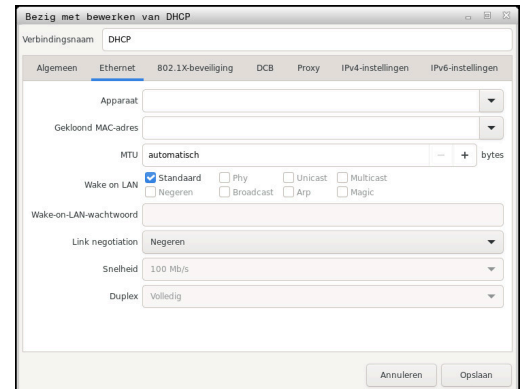 Bezig met bewerken van DHCP
Verbindingsnaam DHCP
Algemeen Ethernet 802.1X-beveiliging DCB Proxy IPv4-instellingen IPv6-instellingen
Apparaat
Gekloond MAC-adres
MTU automatisch − + bytes
Wake on LAN Standaard Phy Unicast Multicast
Negeren Broadcast Arp Magic
Wake-on-LAN-wachtwoord
Link negotiation Negeren
Snelheid 100 Mb/s
Duplex Volledig
Annuleren Opslaan